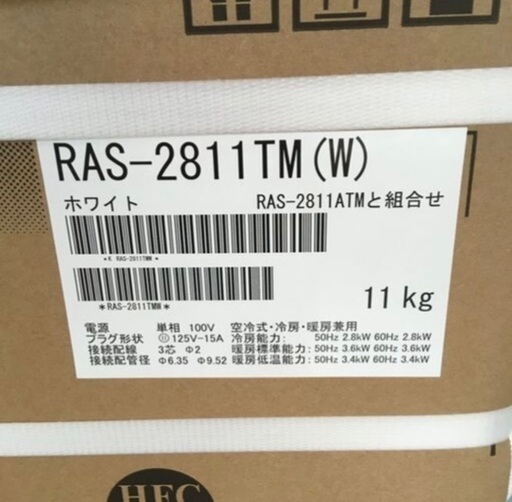 RAS-2811TM(W)
ホワイト RAS-2811ATMと組合せ
*K RAS-2811TMW *
*RAS-2811TMW*
11kg
電源 単相 100V 空冷式・冷房・暖房兼用
プラグ形状 Ⓗ125V-15A 冷房能力: 50Hz 2.8kW 60Hz 2.8kW
接続配線 3芯 Φ2 暖房標準能力: 50Hz 3.6kW 60Hz 3.6kW
接続配管径 Φ6.35 Φ9.52 暖房低温能力: 50Hz 3.4kW 60Hz 3.4kW
HFC